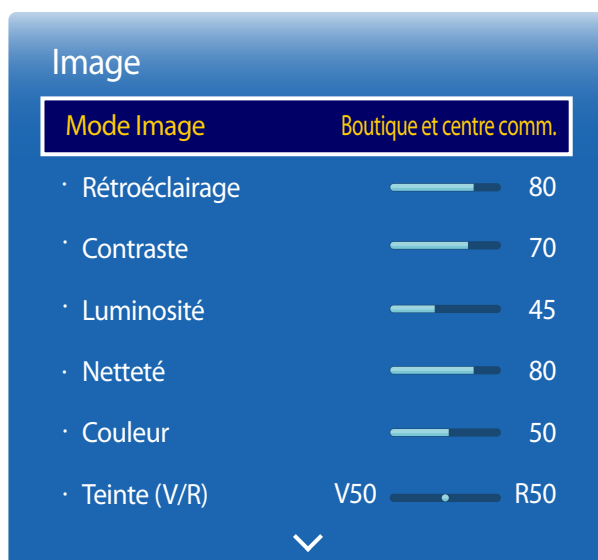 Image
Mode Image Boutique et centre comm.
· Rétroéclairage 80
· Contraste 70
· Luminosité 45
· Netteté 80
· Couleur 50
· Teinte (V/R) V50 R50